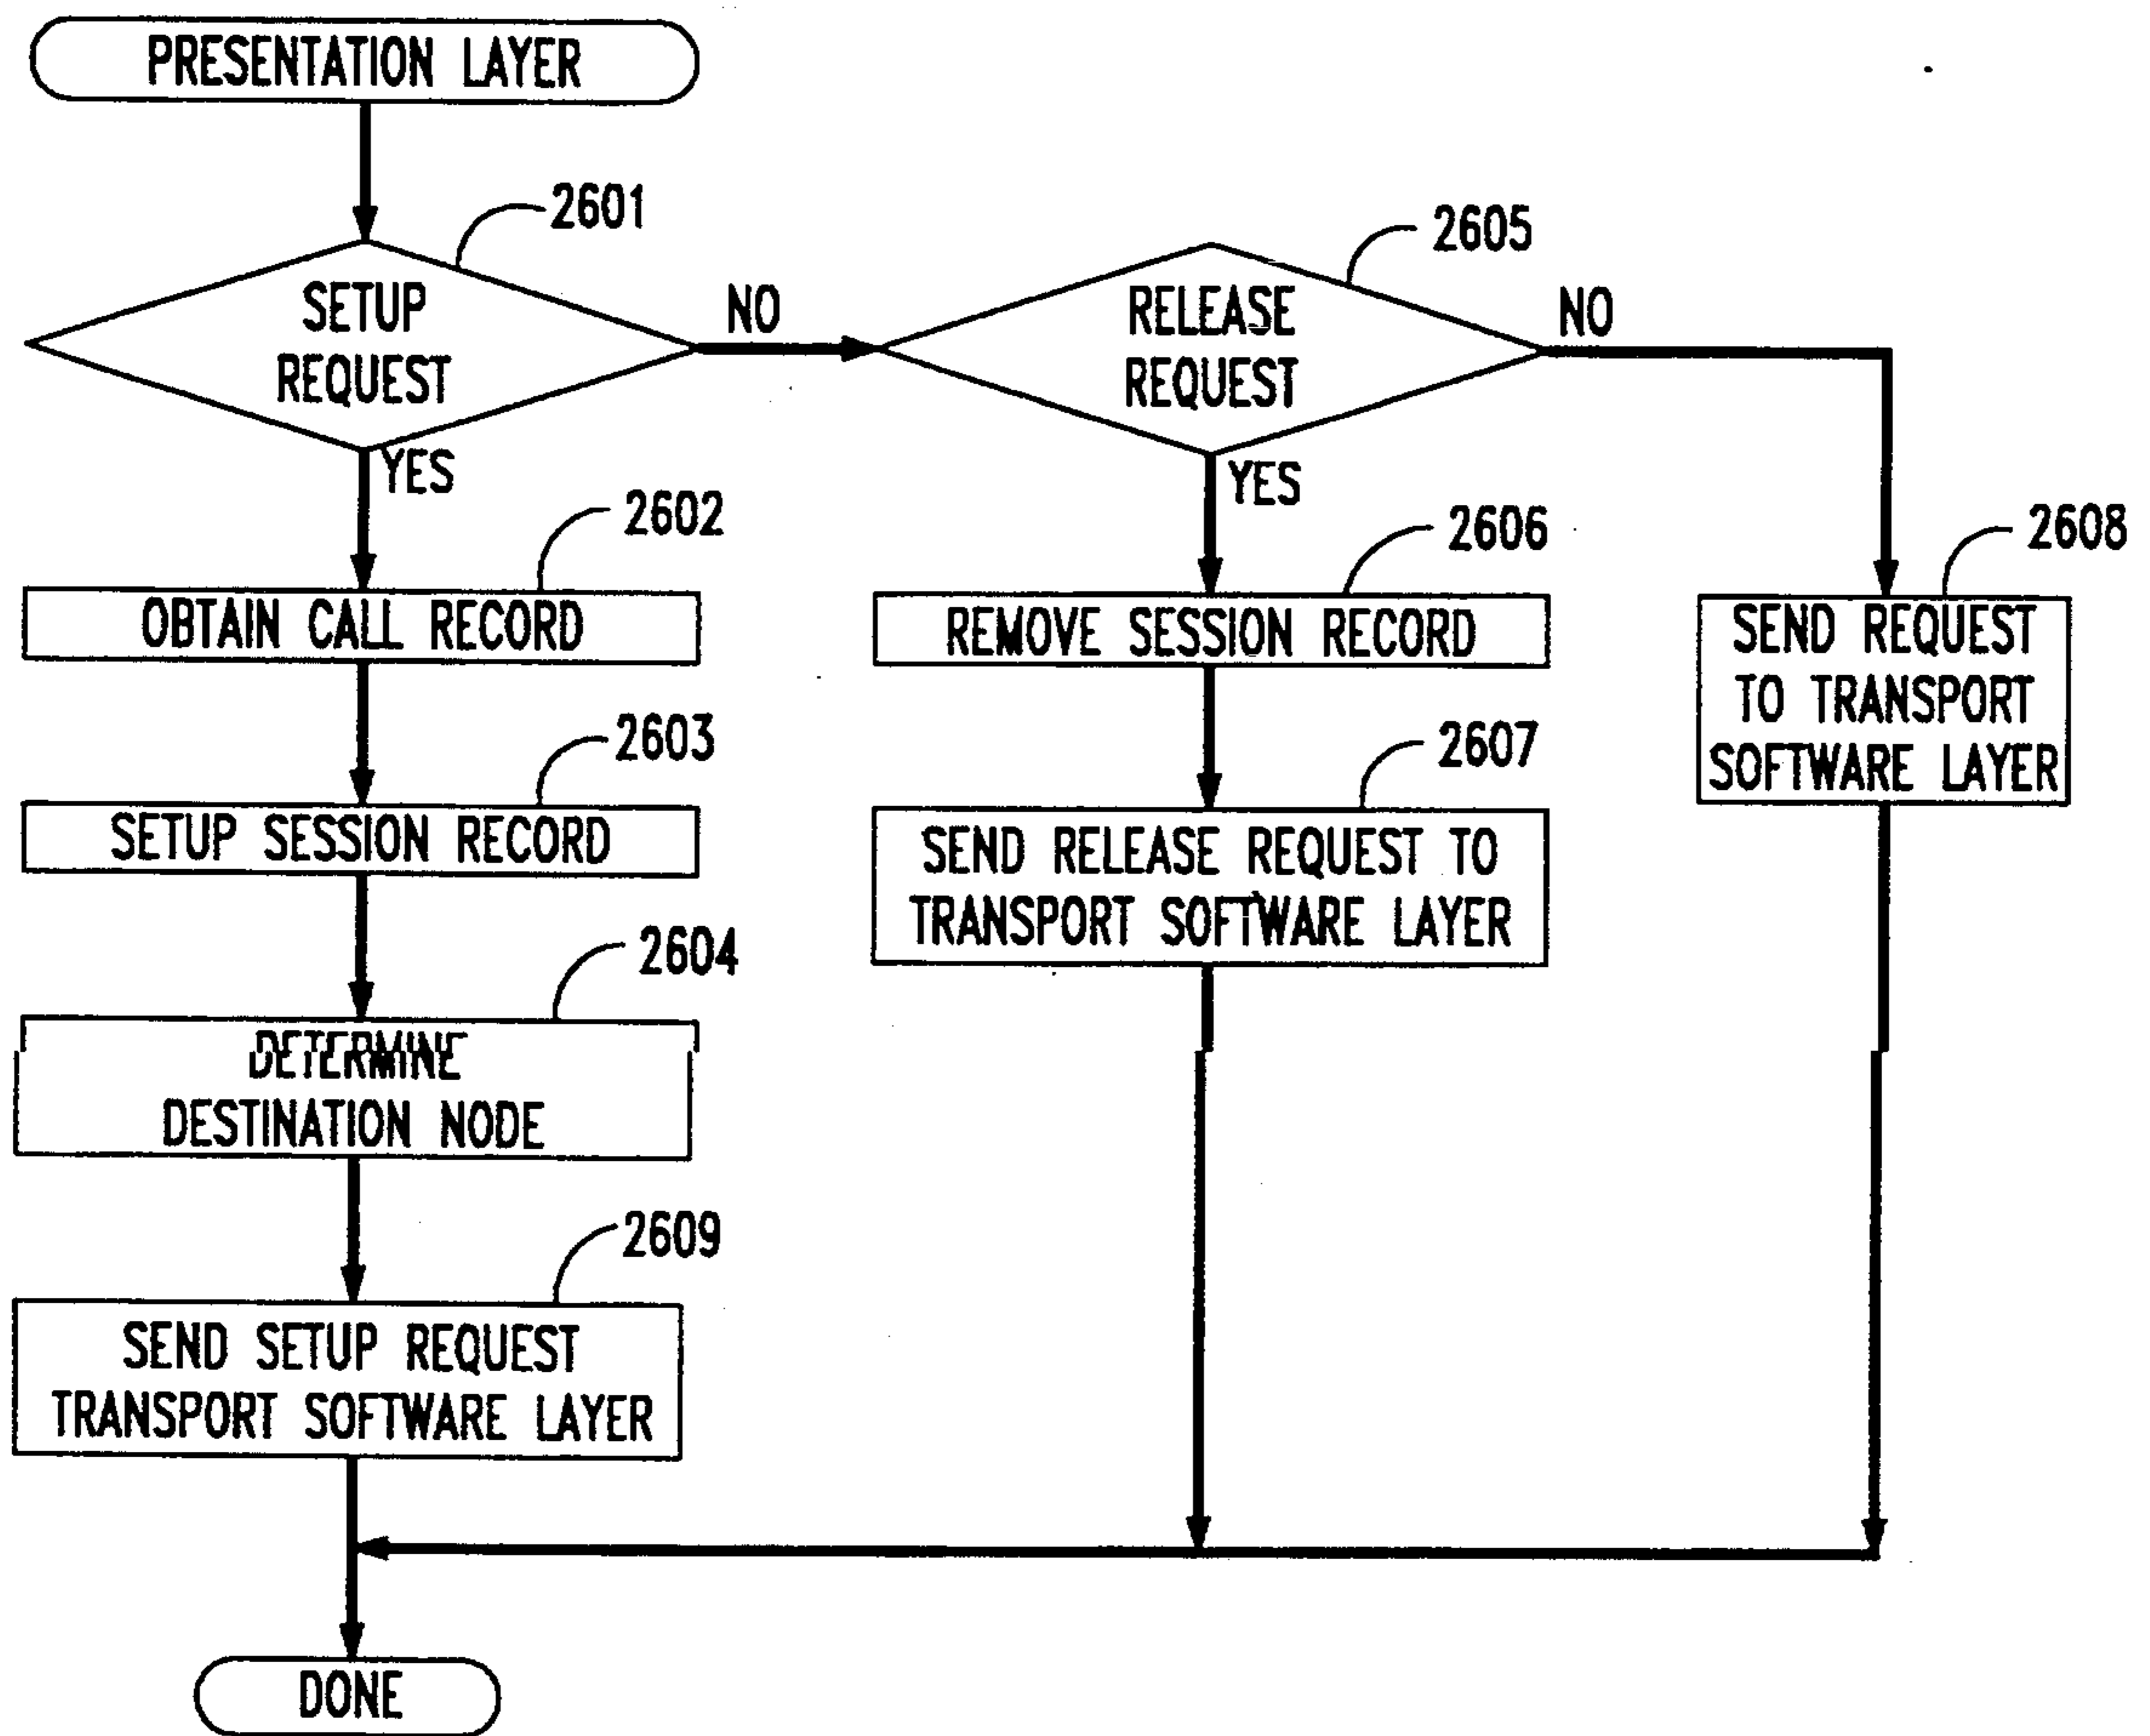 PRESENTATION LAYER
2601
SETUP
REQUEST
NO
YES
2602
OBTAIN CALL RECORD
2603
SETUP SESSION RECORD
2604
DETERMINE
DESTINATION NODE
2609
SEND SETUP REQUEST
TRANSPORT SOFTWARE LAYER
2605
RELEASE
REQUEST
NO
YES
2606
REMOVE SESSION RECORD
2607
SEND RELEASE REQUEST TO
TRANSPORT SOFTWARE LAYER
2608
SEND REQUEST
TO TRANSPORT
SOFTWARE LAYER
DONE